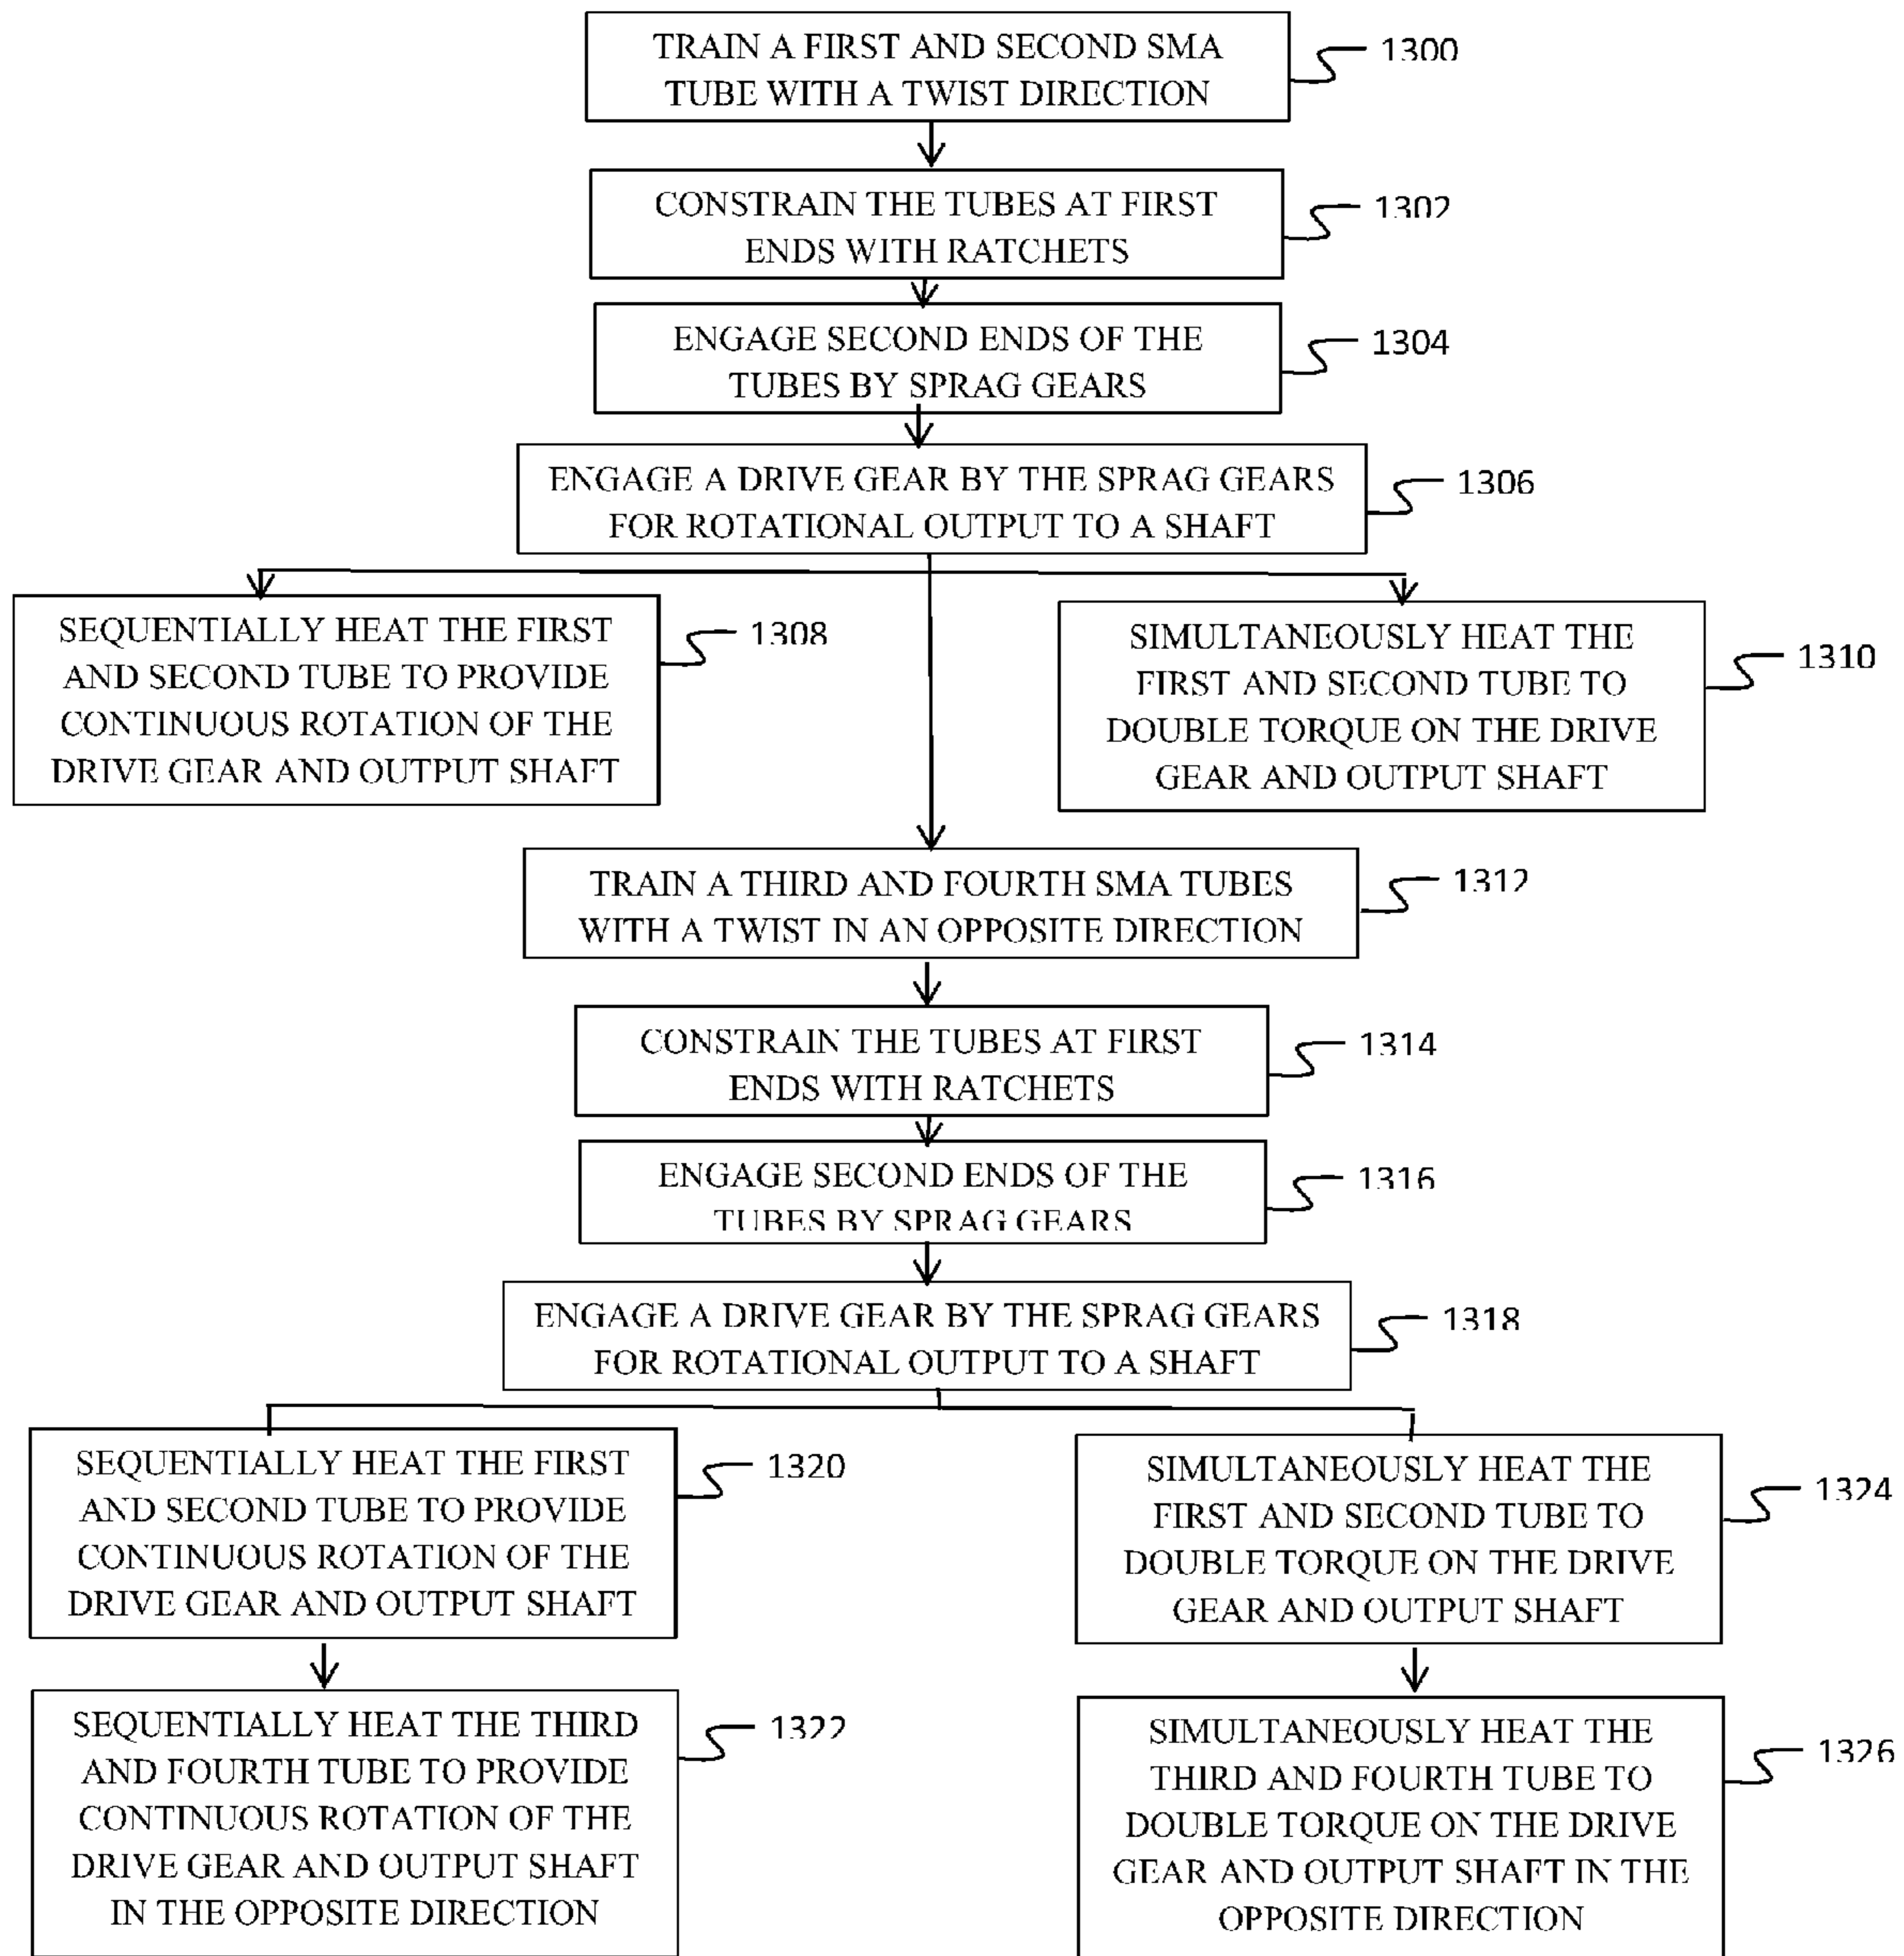 TRAIN A FIRST AND SECOND SMA
TUBE WITH A TWIST DIRECTION
1300
CONSTRAIN THE TUBES AT FIRST
ENDS WITH RATCHETS
1302
ENGAGE SECOND ENDS OF THE
TUBES BY SPRAG GEARS
1304
ENGAGE A DRIVE GEAR BY THE SPRAG GEARS
FOR ROTATIONAL OUTPUT TO A SHAFT
1306
SEQUENTIALLY HEAT THE FIRST
AND SECOND TUBE TO PROVIDE
CONTINUOUS ROTATION OF THE
DRIVE GEAR AND OUTPUT SHAFT
1308
SIMULTANEOUSLY HEAT THE
FIRST AND SECOND TUBE TO
DOUBLE TORQUE ON THE DRIVE
GEAR AND OUTPUT SHAFT
1310
TRAIN A THIRD AND FOURTH SMA TUBES
WITH A TWIST IN AN OPPOSITE DIRECTION
1312
CONSTRAIN THE TUBES AT FIRST
ENDS WITH RATCHETS
1314
ENGAGE SECOND ENDS OF THE
TUBES BY SPRAG GEARS
1316
ENGAGE A DRIVE GEAR BY THE SPRAG GEARS
FOR ROTATIONAL OUTPUT TO A SHAFT
1318
SEQUENTIALLY HEAT THE FIRST
AND SECOND TUBE TO PROVIDE
CONTINUOUS ROTATION OF THE
DRIVE GEAR AND OUTPUT SHAFT
1320
SIMULTANEOUSLY HEAT THE
FIRST AND SECOND TUBE TO
DOUBLE TORQUE ON THE DRIVE
GEAR AND OUTPUT SHAFT
1324
SEQUENTIALLY HEAT THE THIRD
AND FOURTH TUBE TO PROVIDE
CONTINUOUS ROTATION OF THE
DRIVE GEAR AND OUTPUT SHAFT
IN THE OPPOSITE DIRECTION
1322
SIMULTANEOUSLY HEAT THE
THIRD AND FOURTH TUBE TO
DOUBLE TORQUE ON THE DRIVE
GEAR AND OUTPUT SHAFT IN THE
OPPOSITE DIRECTION
1326